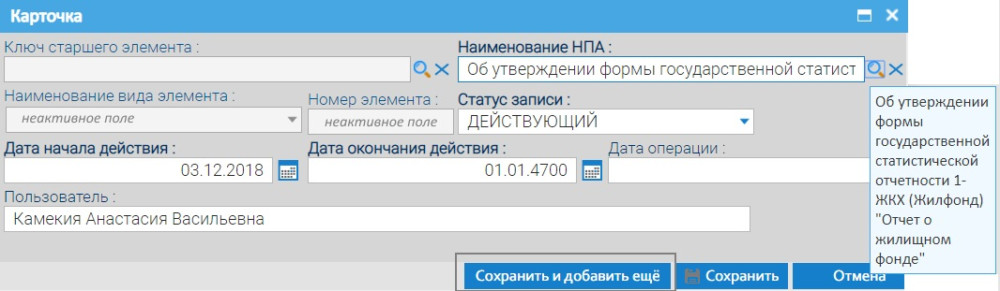 Карточка
Ключ старшего элемента :
Наименование НПА :
Об утверждении формы государственной статист
Наименование вида элемента :
Номер элемента :
Статус записи :
неактивное поле
неактивное поле
ДЕЙСТВУЮЩИЙ
Дата начала действия :
Дата окончания действия :
Дата операции :
03.12.2018
01.01.4700
Пользователь :
Камекия Анастасия Васильевна
Об утверждении
формы
государственной
статистической
отчетности 1-
ЖКХ (Жилфонд)
"Отчет о
жилищном
фонде"
Сохранить и добавить ещё
Сохранить
Отмена